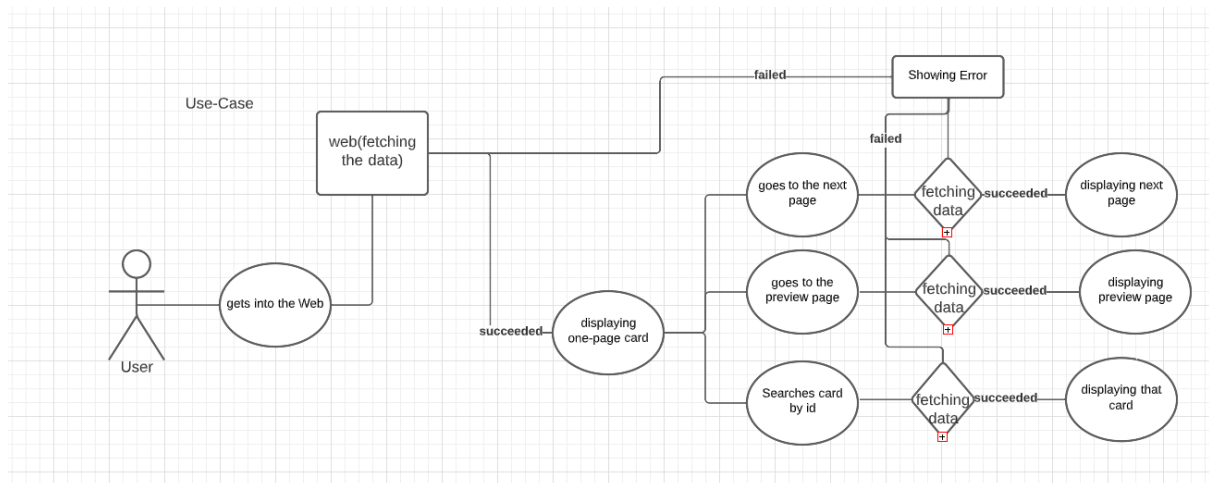 Use-Case
User
gets into the Web
web(fetching
the data)
failed
Showing Error
failed
succeeded
displaying
one-page card
goes to the next
page
fetching
data
succeeded
displaying next
page
goes to the
preview page
fetching
data
succeeded
displaying
preview page
Searches card
by id
fetching
data
succeeded
displaying that
card